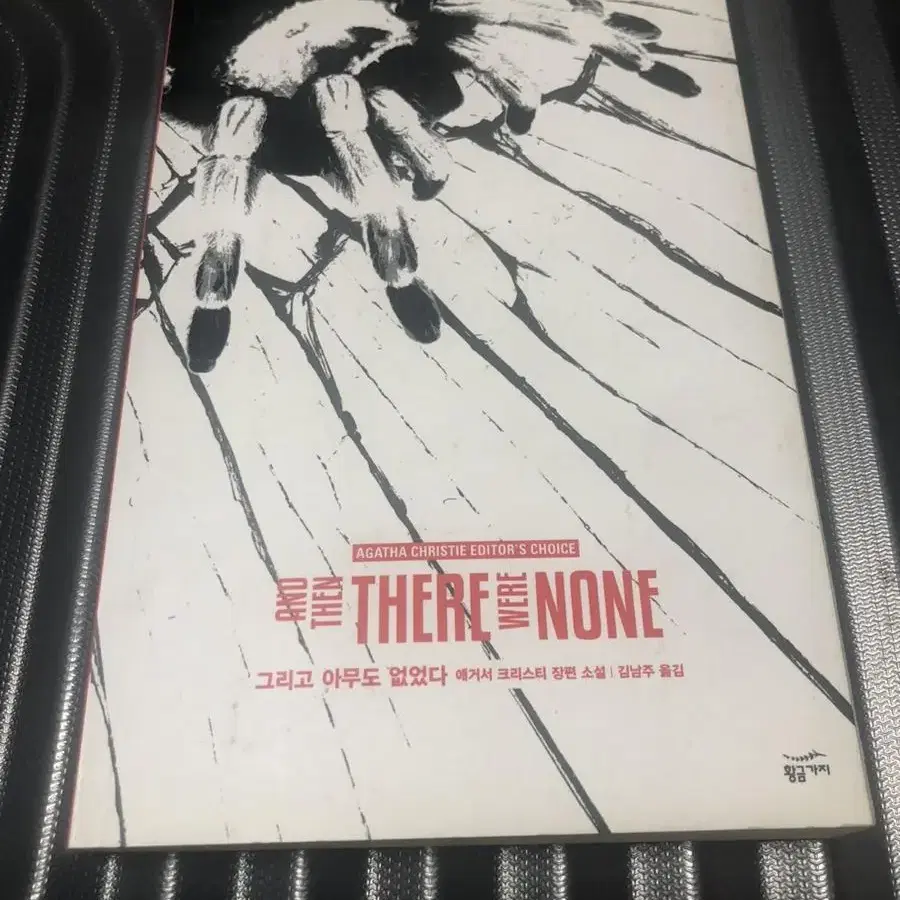 AGATHA CHRISTIE EDITOR'S CHOICE
AND THEN THERE WERE NONE
그리고 아무도 없었다 애거서 크리스티 장편 소설 | 김남주 옮김
황금가지